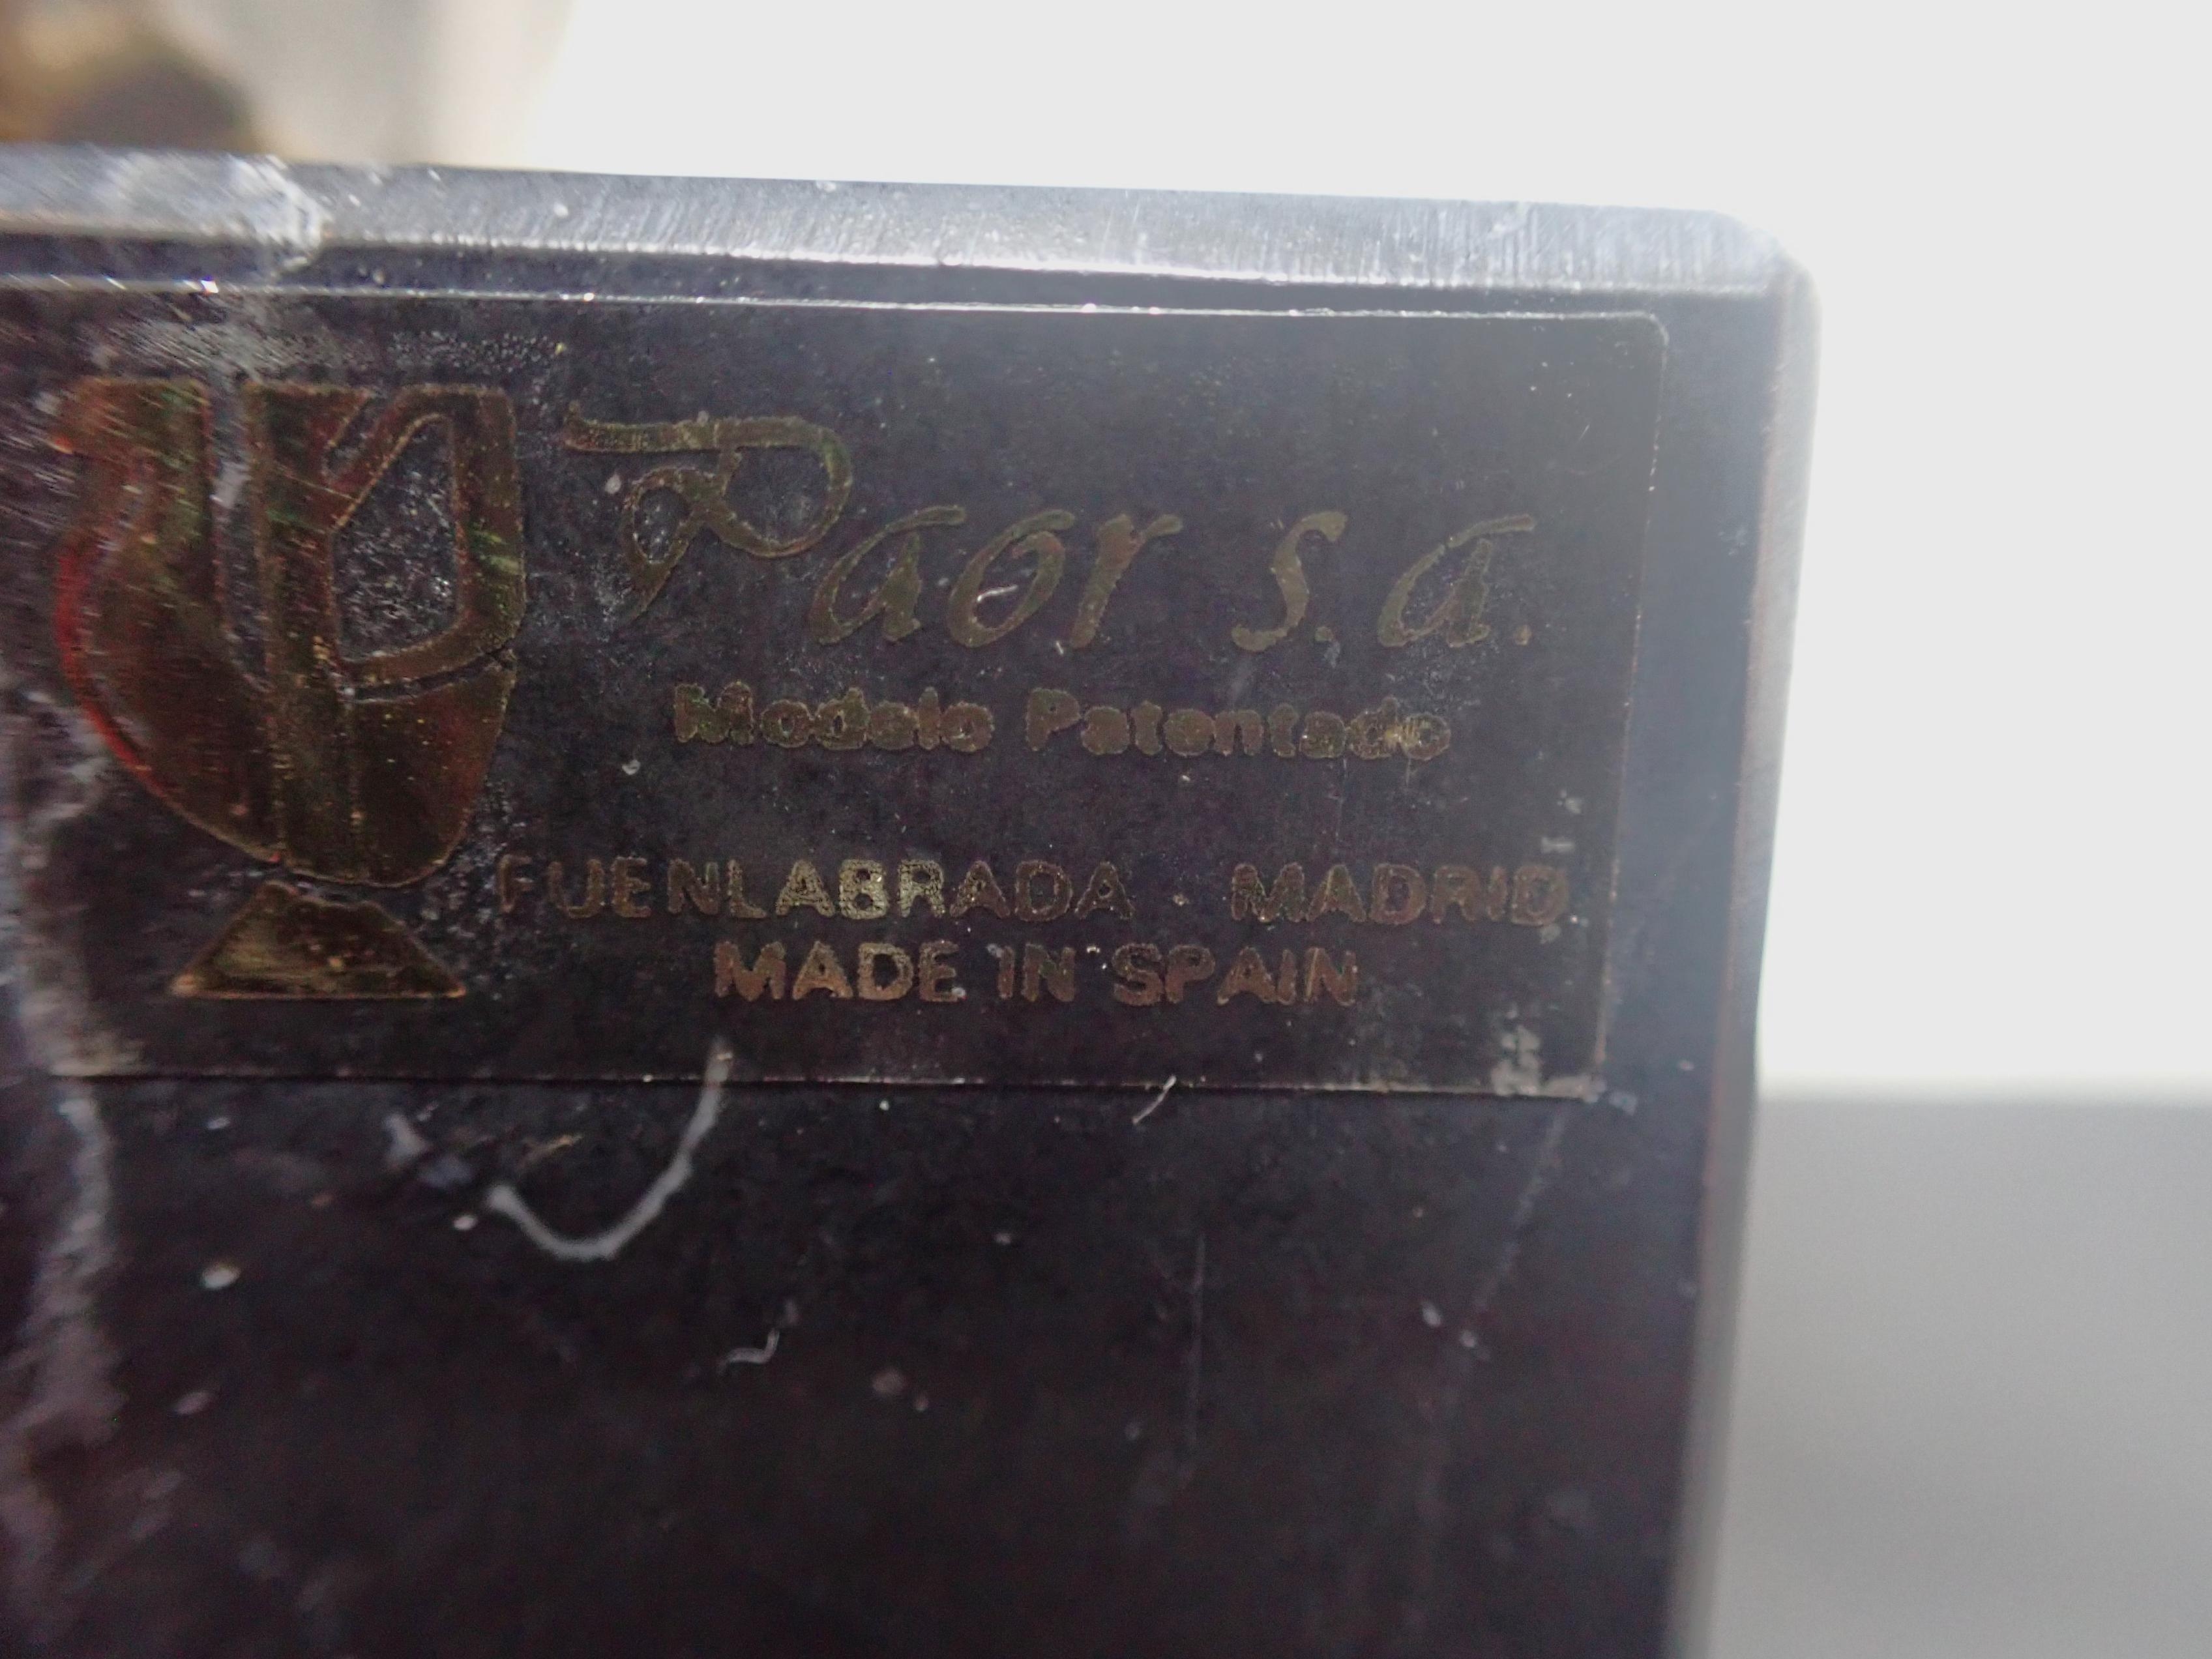 Paor s.a.
Modelo Patentado
FUENLABRADA - MADRID
MADE IN SPAIN